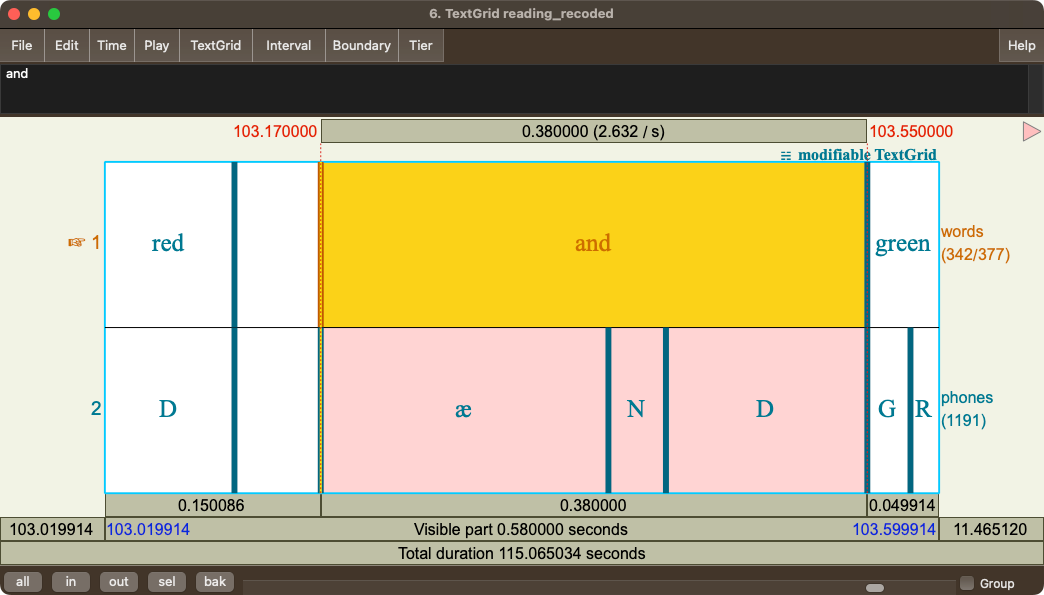 6. TextGrid reading_recoded
File Edit Time Play TextGrid Interval Boundary Tier Help
and
103.170000 0.380000 (2.632 / s) 103.550000
modifiable TextGrid
1 red and green words
(342/377)
2 D æ N D G R phones
(1191)
0.150086 0.380000 0.049914
103.019914 103.019914 Visible part 0.580000 seconds 103.599914 11.465120
Total duration 115.065034 seconds
all in out sel bak Group